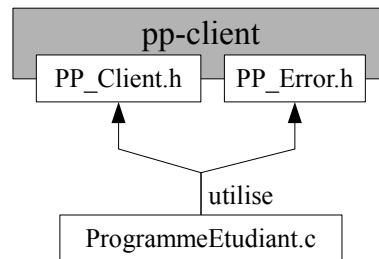 pp-client
PP_Client.h
PP_Error.h
utilise
ProgrammeEtudiant.c